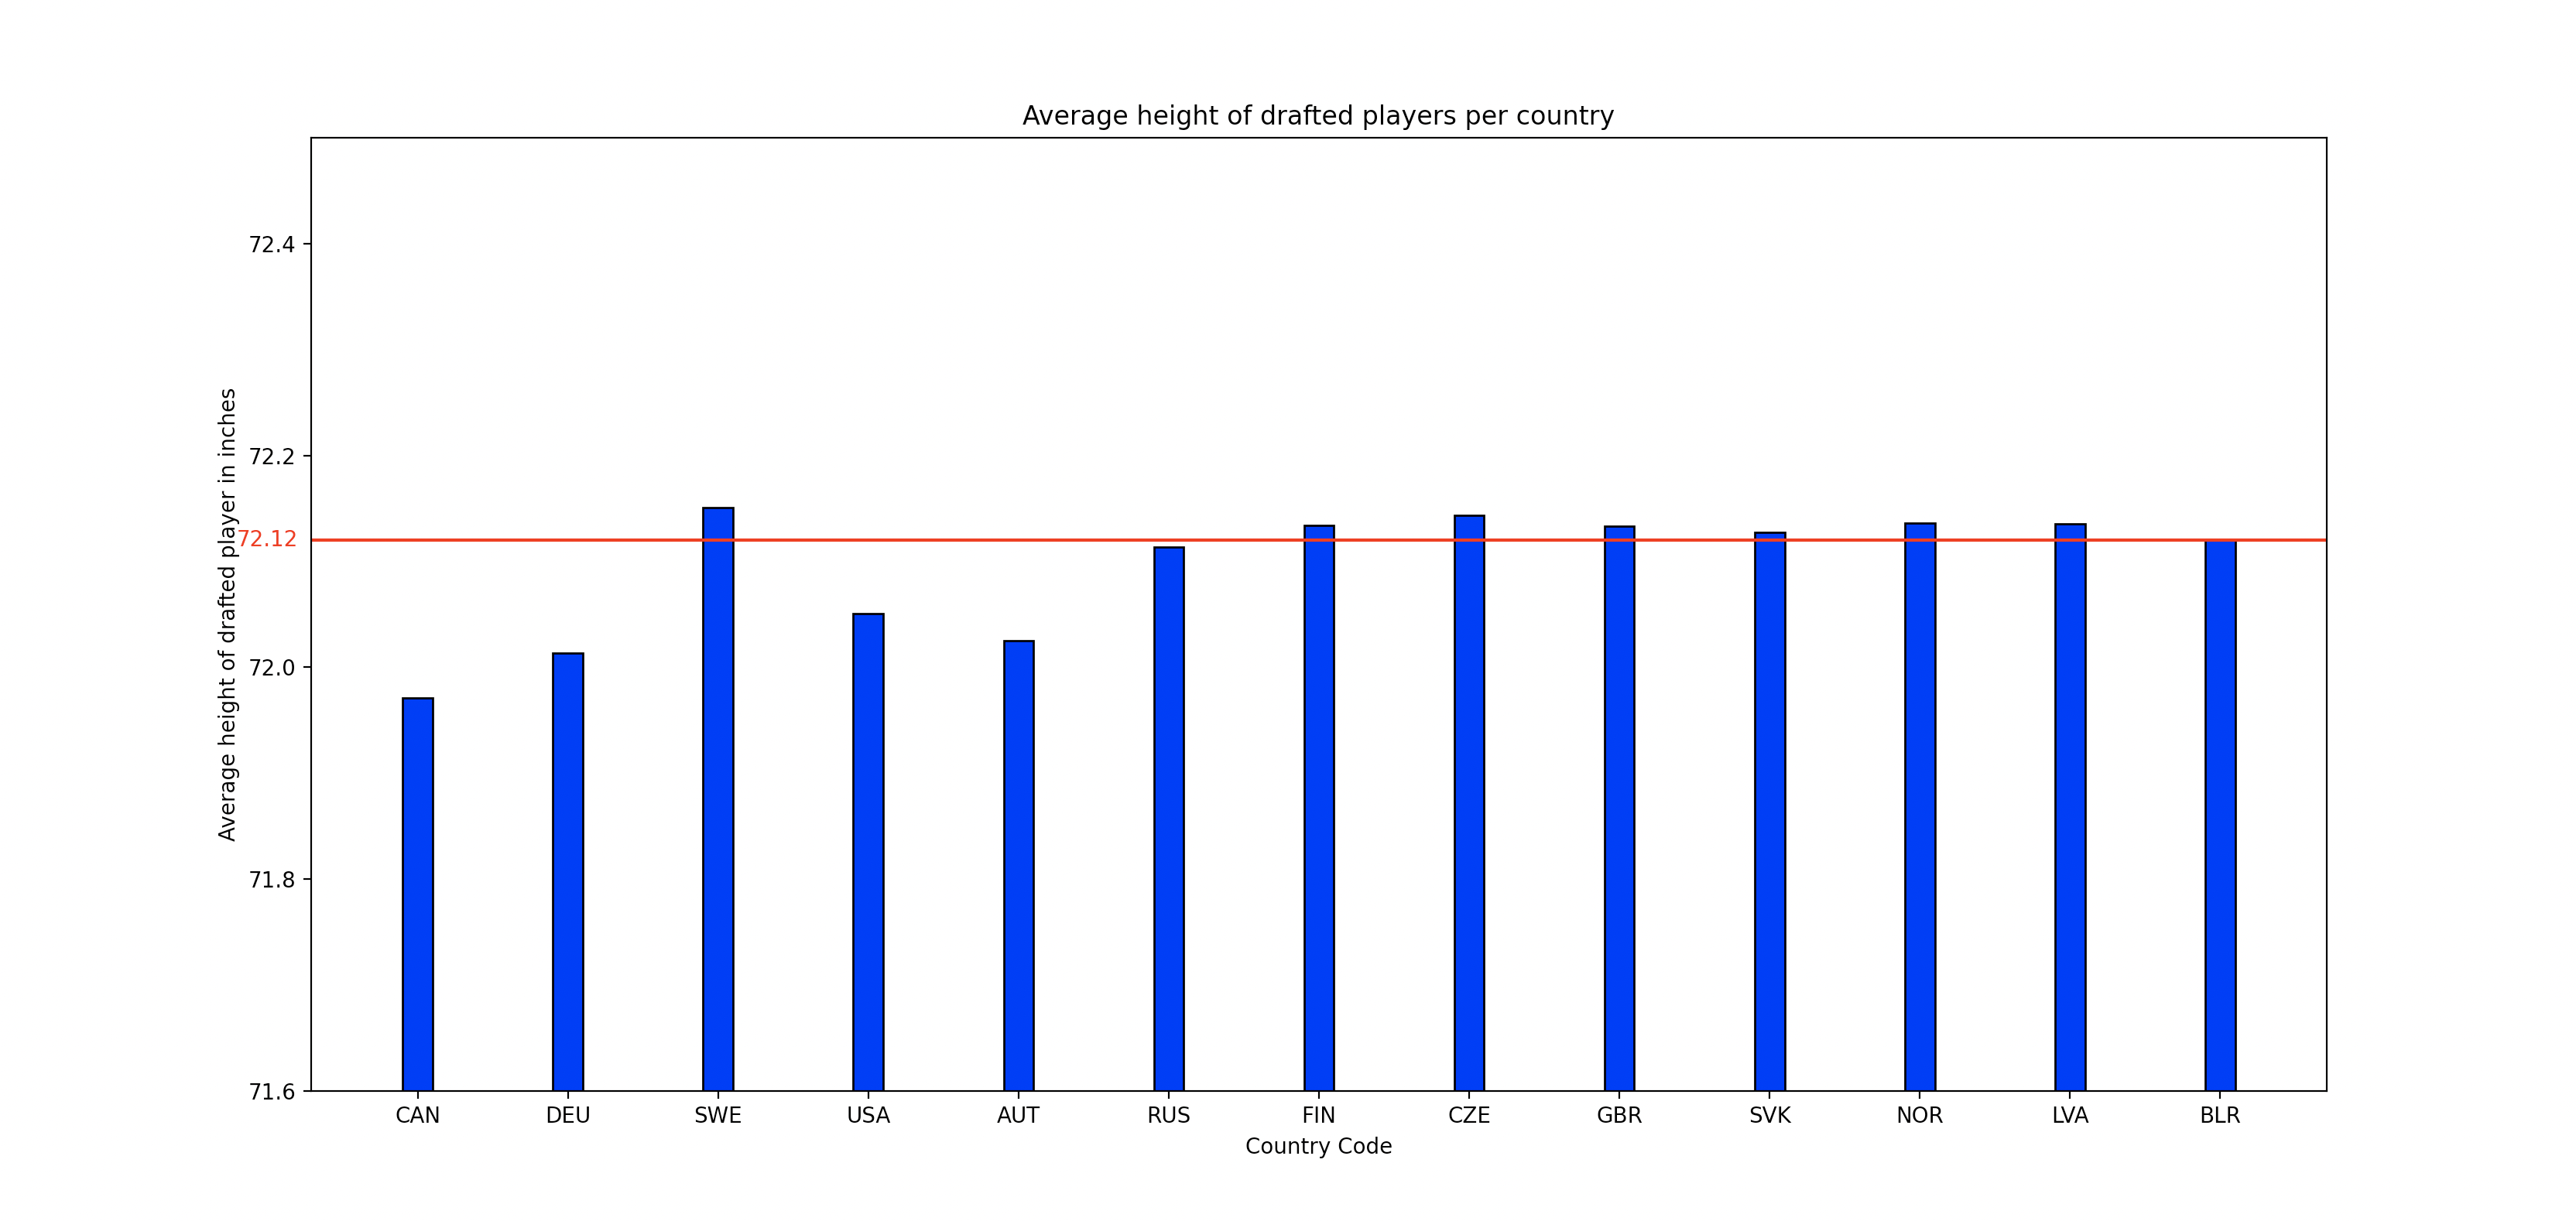 Average height of drafted players per country
Average height of drafted player in inches
72.4
72.2
72.12
72.0
71.8
71.6
CAN DEU SWE USA AUT RUS FIN CZE GBR SVK NOR LVA BLR
Country Code